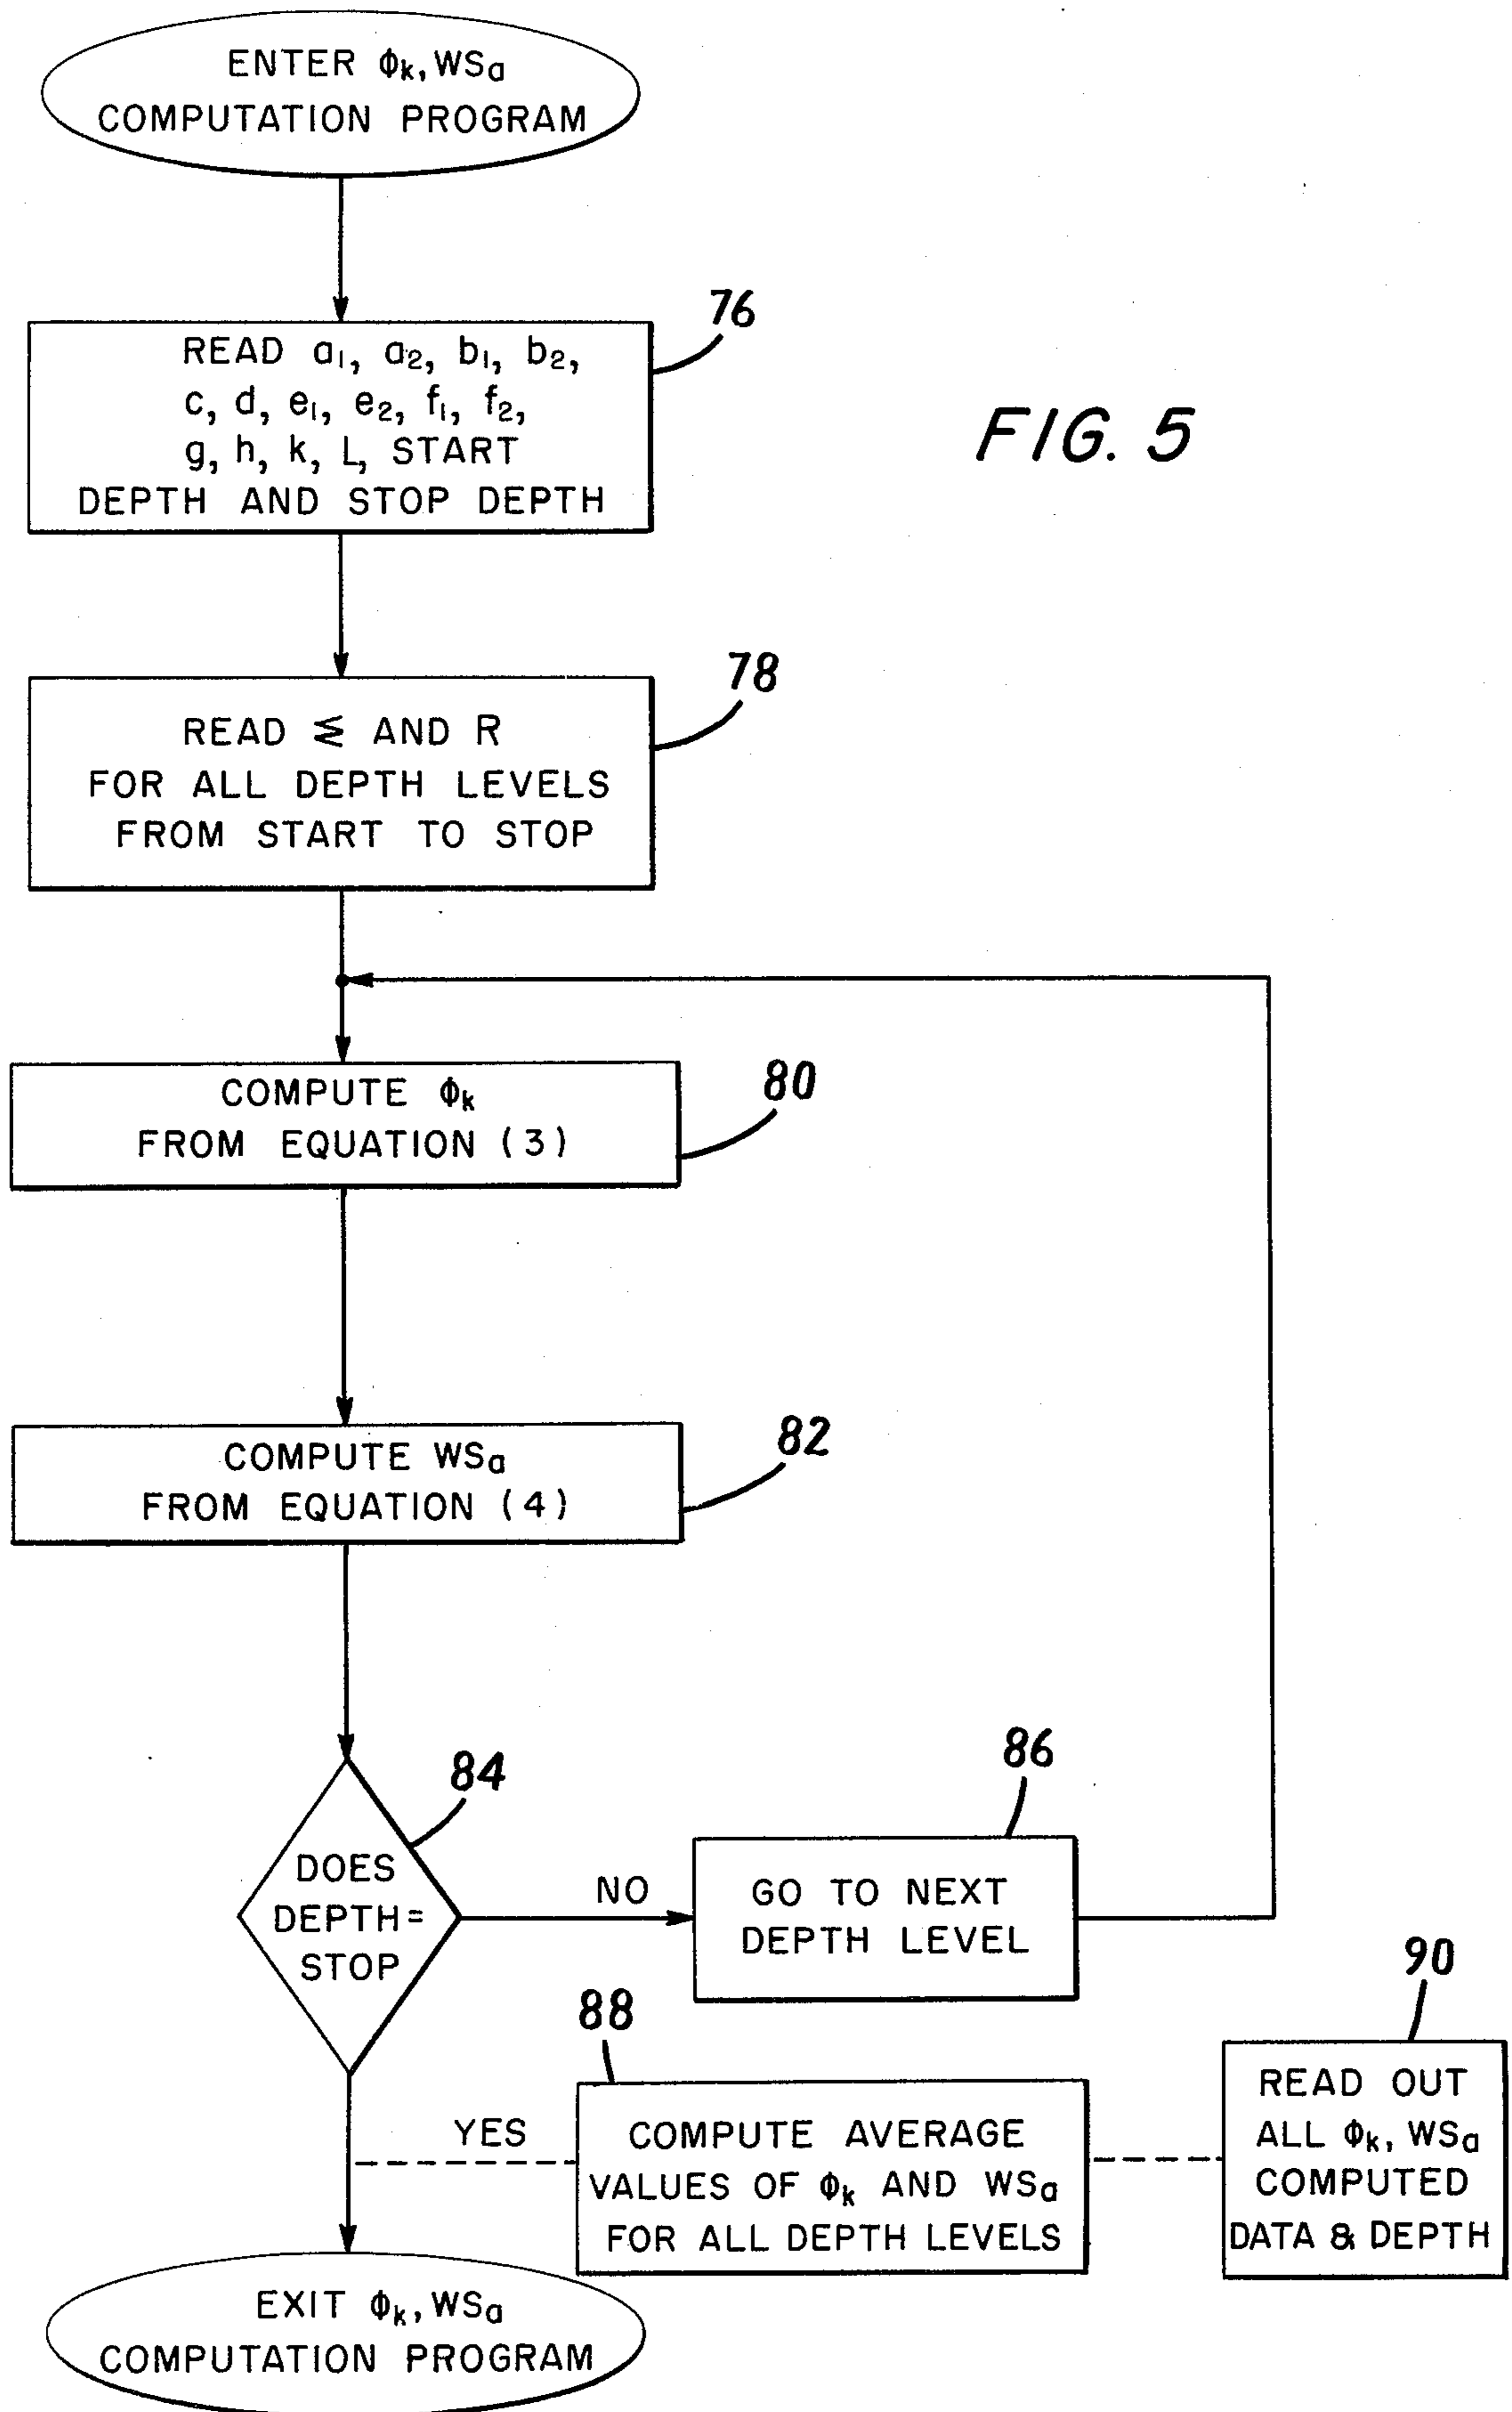 ENTER ϕk, WSa
COMPUTATION PROGRAM
76
READ a1, a2, b1, b2,
c, d, e1, e2, f1, f2,
g, h, k, L, START
DEPTH AND STOP DEPTH
FIG. 5
78
READ ≶ AND R
FOR ALL DEPTH LEVELS
FROM START TO STOP
80
COMPUTE ϕk
FROM EQUATION (3)
82
COMPUTE WSa
FROM EQUATION (4)
84
DOES
DEPTH=
STOP
NO
86
GO TO NEXT
DEPTH LEVEL
YES
88
COMPUTE AVERAGE
VALUES OF ϕk AND WSa
FOR ALL DEPTH LEVELS
90
READ OUT
ALL ϕk, WSa
COMPUTED
DATA & DEPTH
EXIT ϕk, WSa
COMPUTATION PROGRAM